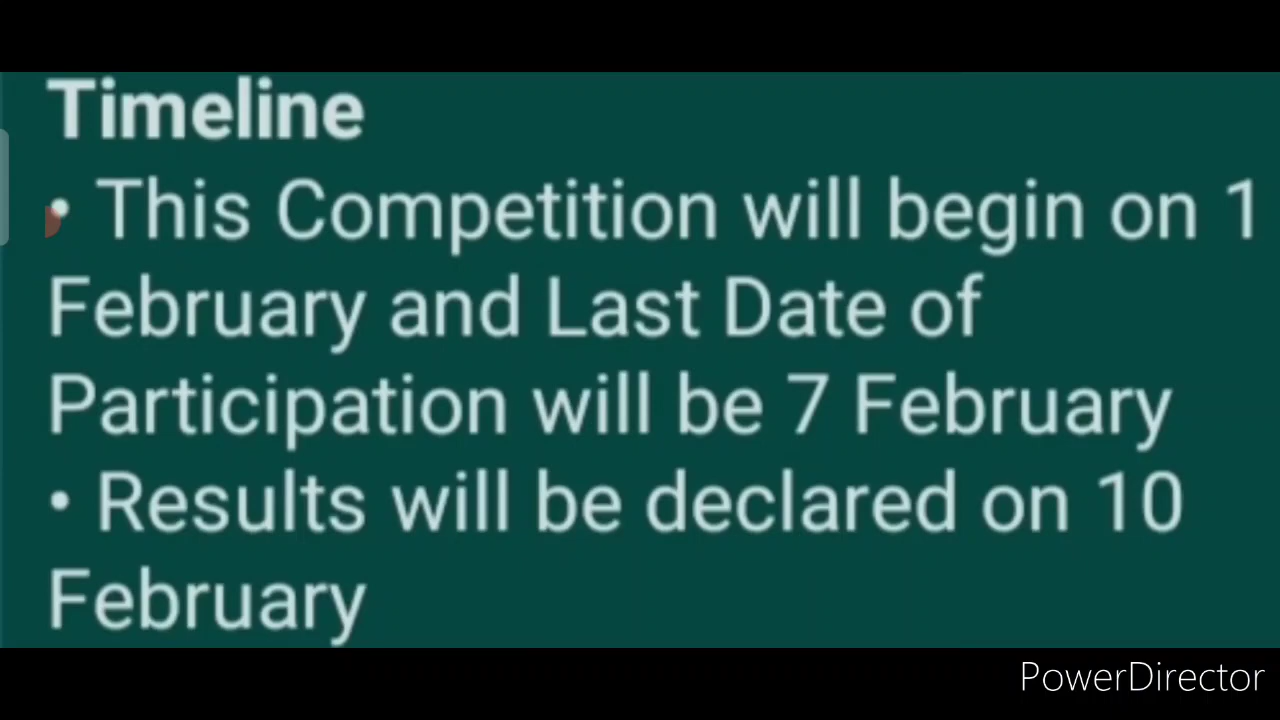 Timeline
• This Competition will begin on 1
February and Last Date of
Participation will be 7 February
• Results will be declared on 10
February
PowerDirector